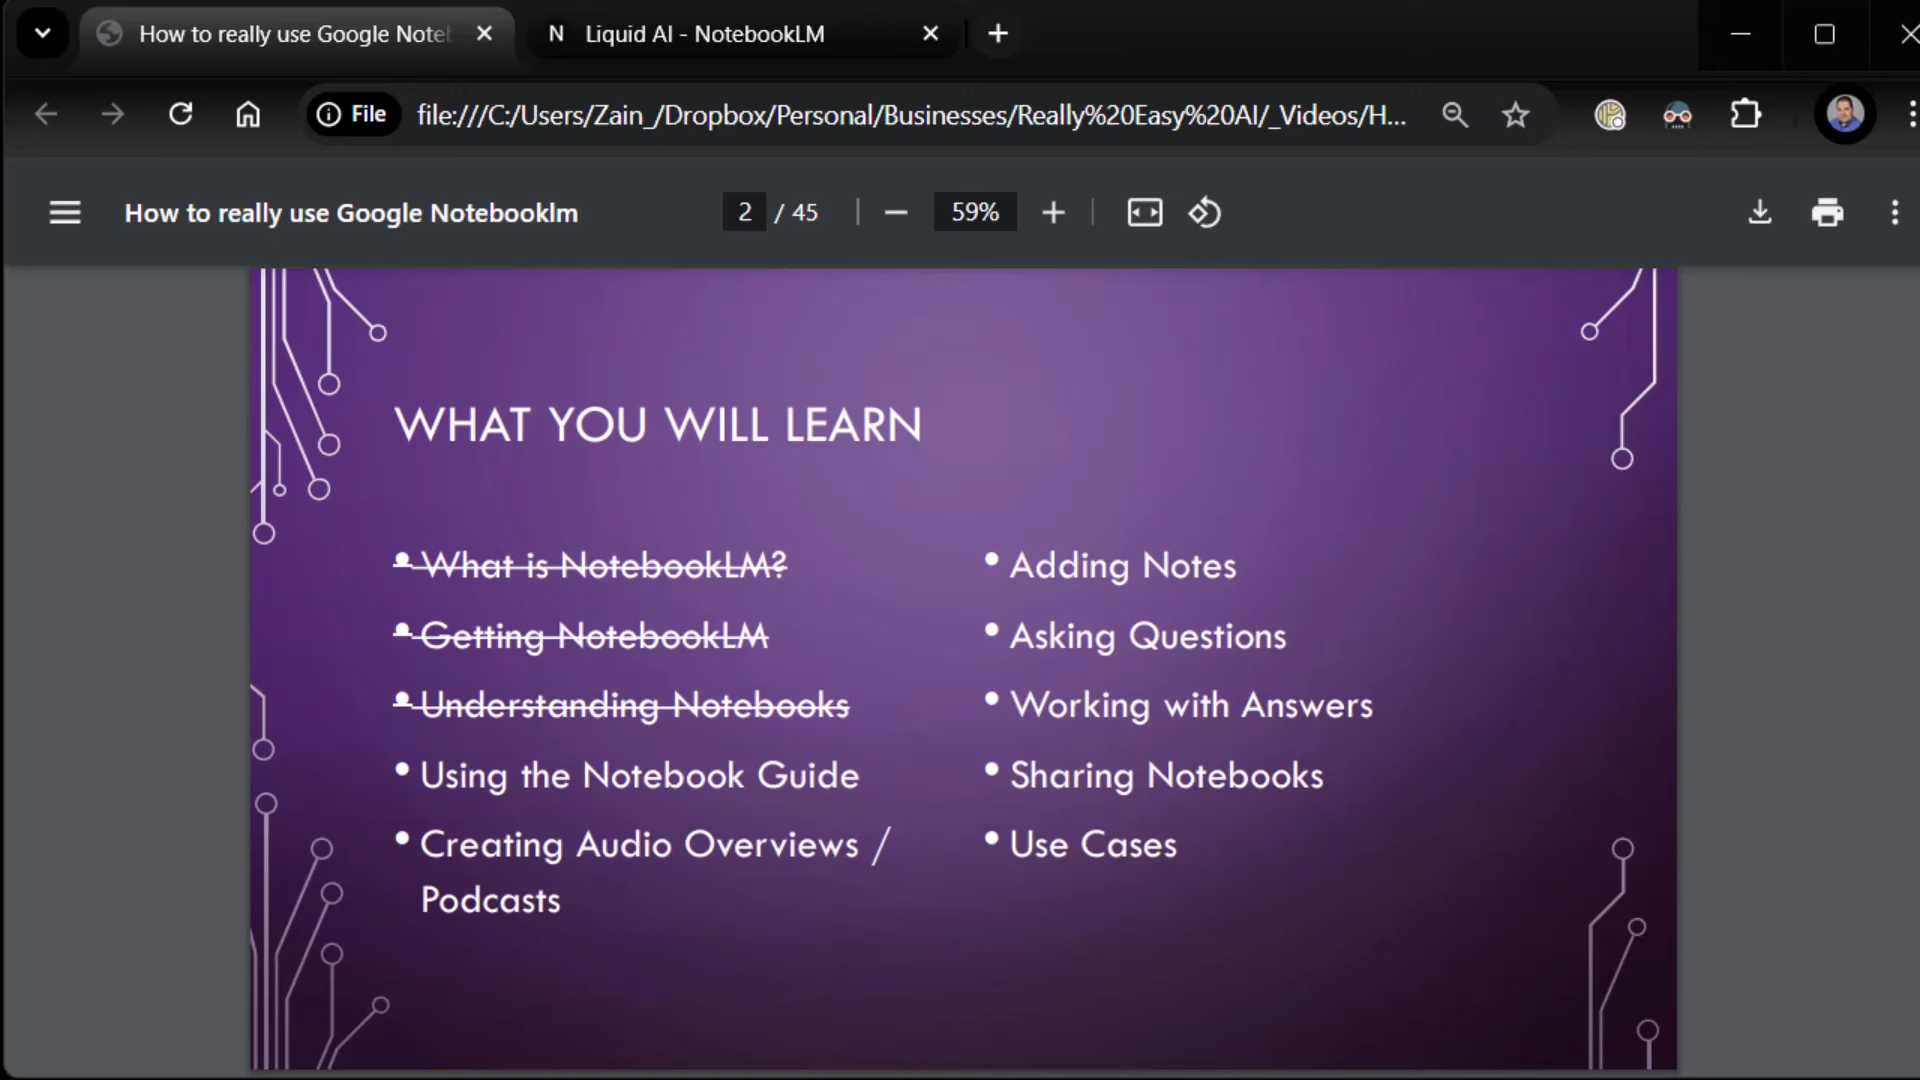 How to really use Google Note
N Liquid AI - NotebookLM
File file:///C:/Users/Zain_/Dropbox/Personal/Businesses/Really%20Easy%20AI/_Videos/H...
How to really use Google Notebooklm 2 / 45 59%
WHAT YOU WILL LEARN
• What is NotebookLM?
• Getting NotebookLM
• Understanding Notebooks
• Using the Notebook Guide
• Creating Audio Overviews /
Podcasts
• Adding Notes
• Asking Questions
• Working with Answers
• Sharing Notebooks
• Use Cases